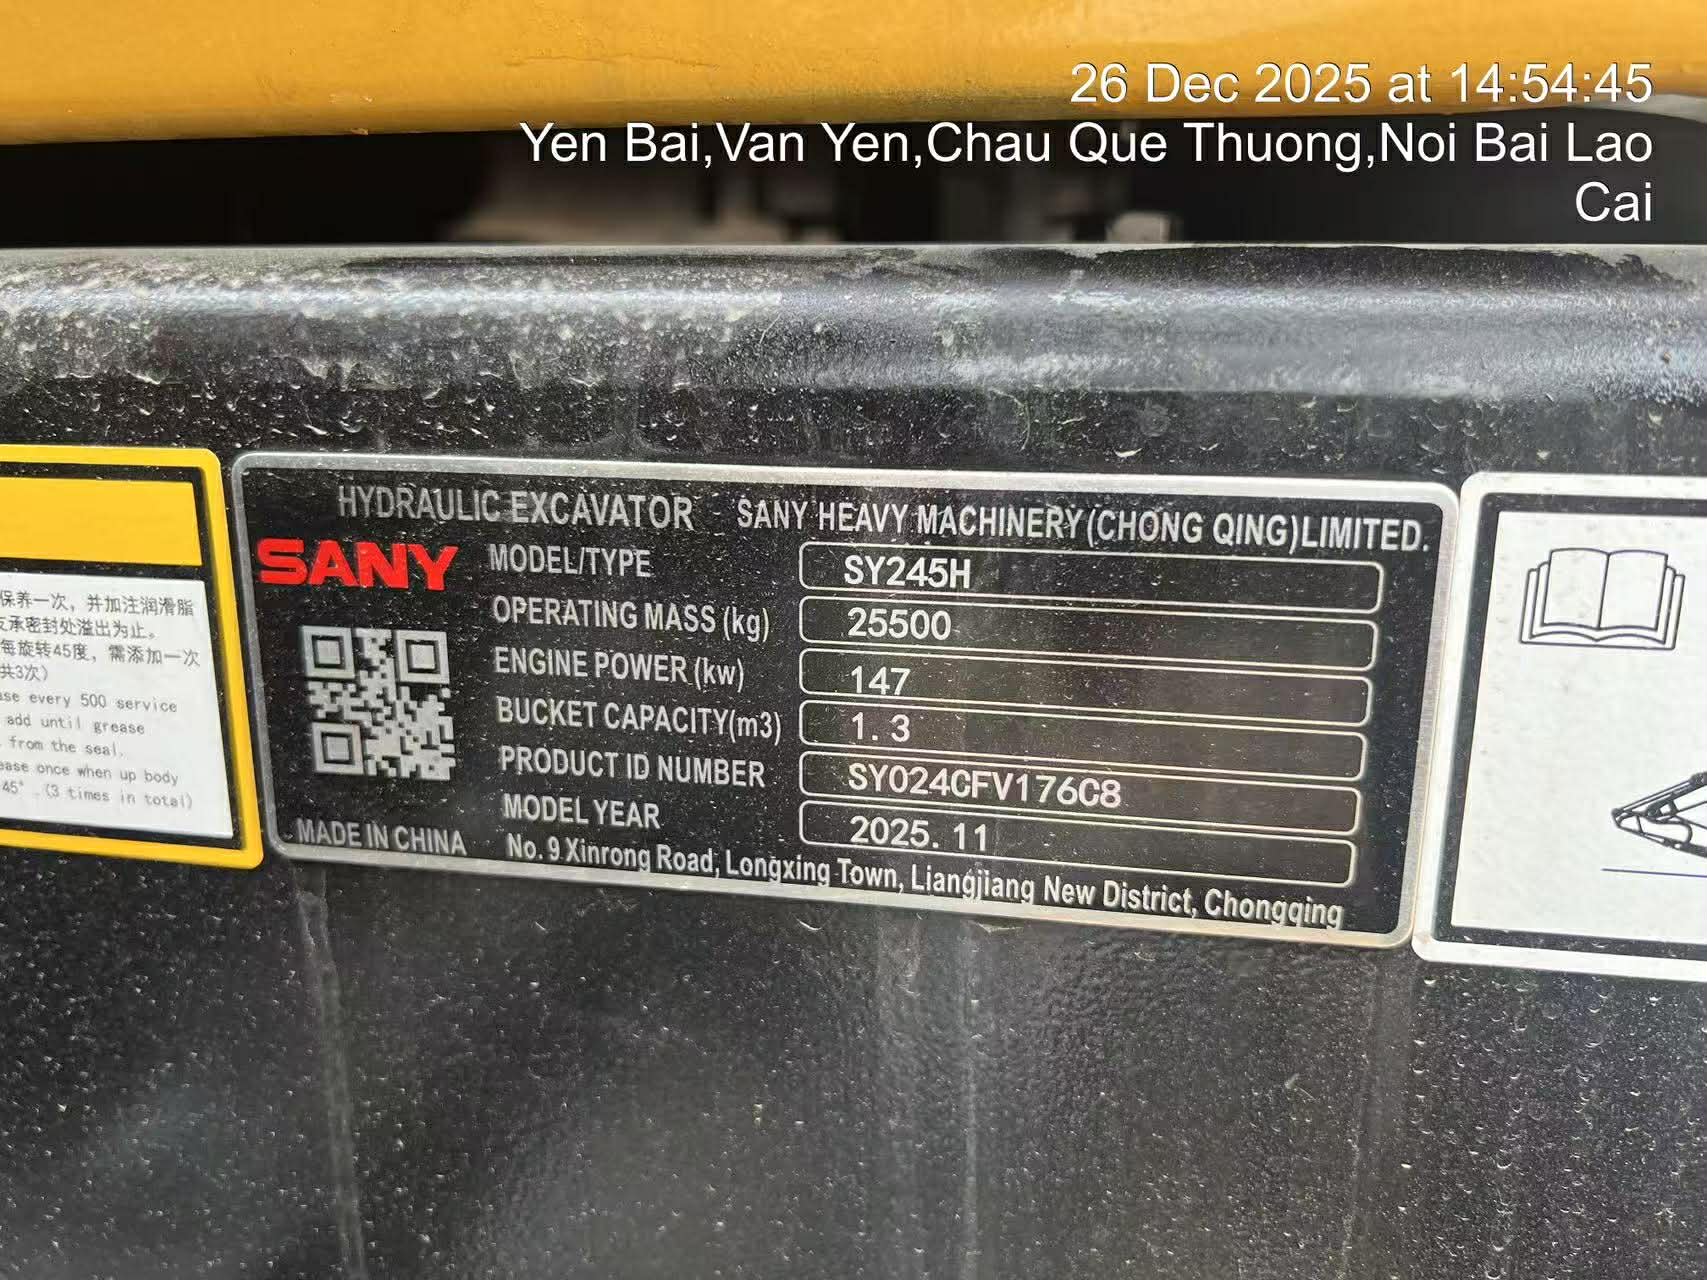 26 Dec 2025 at 14:54:45
Yen Bai,Van Yen,Chau Que Thuong,Noi Bai Lao
Cai
保养一次，并加注润滑脂
承密封处溢出为止。
每旋转45度，需添加一次
共3次）
every 500 service
add until grease
from the seal.
once when up body
45° .(3 times in total)
HYDRAULIC EXCAVATOR - SANY HEAVY MACHINERY(CHONG QING)LIMITED.
SANY
MODEL/TYPE SY245H
OPERATING MASS (kg) 25500
ENGINE POWER (kw) 147
BUCKET CAPACITY(m3) 1.3
PRODUCT ID NUMBER SY024CFV176C8
MODEL YEAR 2025.11
MADE IN CHINA No. 9 Xinrong Road, Longxing Town, Liangjiang New District, Chongqing